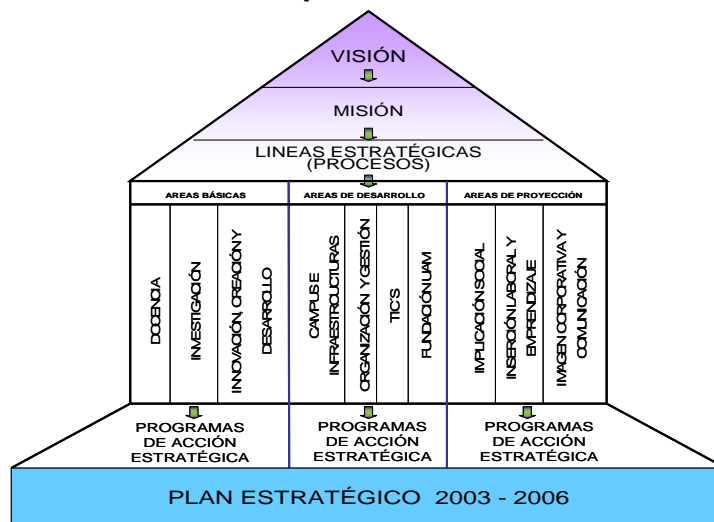 VISIÓN
MISIÓN
LINEAS ESTRATÉGICAS
(PROCESOS)
AREAS BÁSICAS
AREAS DE DESARROLLO
AREAS DE PROYECCIÓN
DOCENCIA
INVESTIGACIÓN
INNOVACIÓN, CREACIÓN Y
DESARROLLO
CAMPUS E
INFRAESTRUCTURAS
ORGANIZACIÓN Y GESTIÓN
TIC´S
FUNDACIÓN UAM
IMPLICACIÓN SOCIAL
INSERCIÓN LABORAL Y
EMPRENDIZAJE
IMAGEN CORPORATIVA Y
COMUNICACIÓN
PROGRAMAS
DE ACCIÓN
ESTRATÉGICA
PROGRAMAS
DE ACCIÓN
ESTRATÉGICA
PROGRAMAS
DE ACCIÓN
ESTRATÉGICA
PLAN ESTRATÉGICO 2003 - 2006